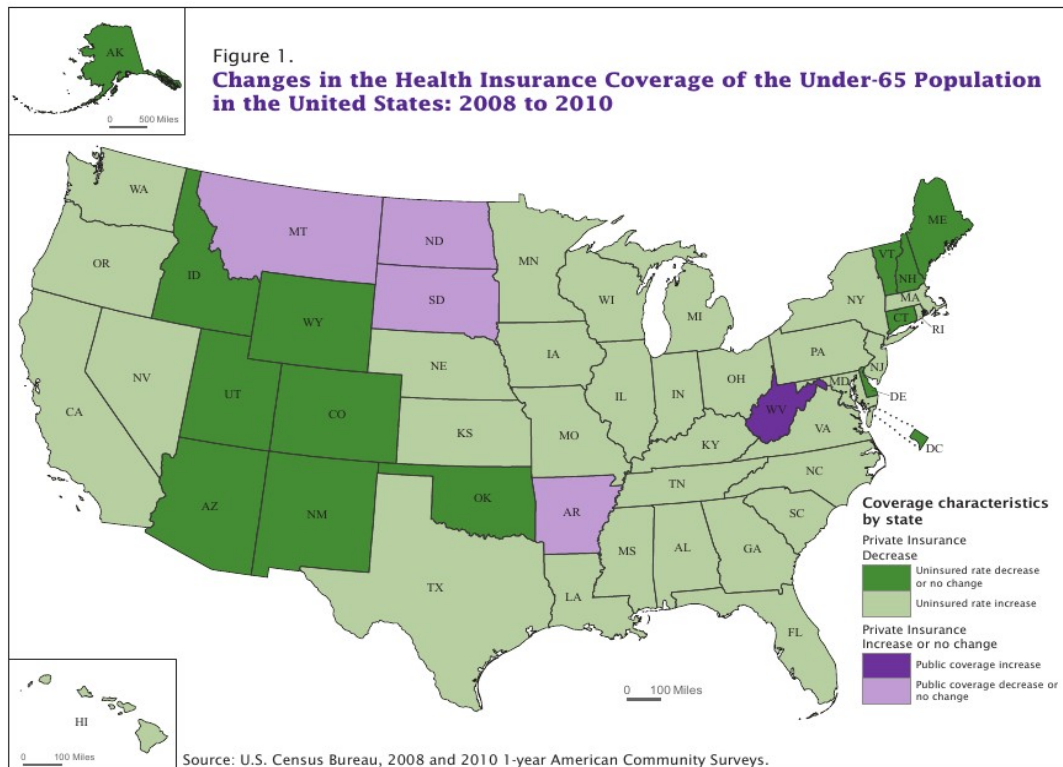 AK
0 500 Miles
Figure 1.
Changes in the Health Insurance Coverage of the Under-65 Population
in the United States: 2008 to 2010
WA
MT
ND
MN
ME
VT
NH
OR
ID
SD
WI
MI
NY
MA
CT
RI
WY
NE
IA
PA
NJ
NV
UT
CO
IL
IN
OH
MD
DE
WV
VA
DC
CA
KS
MO
KY
NC
TN
AZ
NM
OK
AR
SC
MS
AL
GA
TX
LA
FL
Coverage characteristics
by state
Private Insurance
Decrease
Uninsured rate decrease
or no change
Uninsured rate increase
Private Insurance
Increase or no change
Public coverage increase
Public coverage decrease or
no change
0 100 Miles
HI
0 100 Miles
Source: U.S. Census Bureau, 2008 and 2010 1-year American Community Surveys.